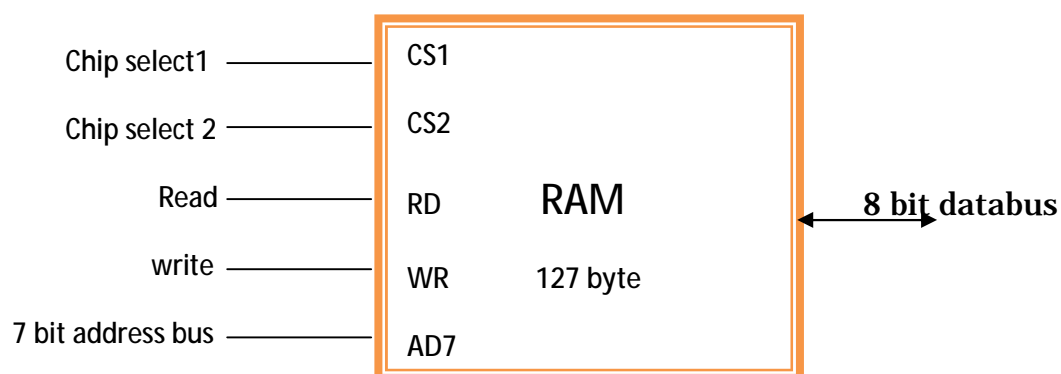 Chip select1 CS1
Chip select 2 CS2
Read RD RAM 8 bit databus
write WR 127 byte
7 bit address bus AD7